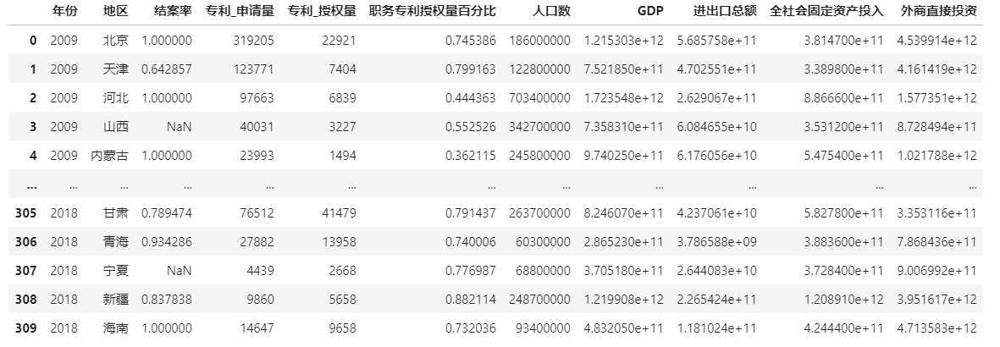 年份 地区 结案率 专利_申请量 专利_授权量 职务专利授权量百分比 人口数 GDP 进出口总额 全社会固定资产投入 外商直接投资
0 2009 北京 1.000000 319205 22921 0.745386 186000000 1.215303e+12 5.685758e+11 3.814700e+11 4.539914e+12
1 2009 天津 0.642857 123771 7404 0.799163 122800000 7.521850e+11 4.702551e+11 3.389800e+11 4.161419e+12
2 2009 河北 1.000000 97663 6839 0.444363 703400000 1.723548e+12 2.629067e+11 8.866600e+11 1.577351e+12
3 2009 山西 NaN 40031 3227 0.552526 342700000 7.358310e+11 6.084655e+10 3.531200e+11 8.728494e+11
4 2009 内蒙古 1.000000 23993 1494 0.362115 245800000 9.740250e+11 6.176056e+10 5.475400e+11 1.021788e+12
... ... ... ... ... ... ... ... ... ... ... ...
305 2018 甘肃 0.789474 76512 41479 0.791437 263700000 8.246070e+11 4.237061e+10 5.827800e+11 3.353116e+11
306 2018 青海 0.934286 27882 13958 0.740006 60300000 2.865230e+11 3.786588e+09 3.883600e+11 7.868436e+11
307 2018 宁夏 NaN 4439 2668 0.776987 68800000 3.705180e+11 2.644083e+10 3.728400e+11 9.006992e+11
308 2018 新疆 0.837838 9860 5658 0.882114 248700000 1.219908e+12 2.265424e+11 1.208910e+12 3.951617e+12
309 2018 海南 1.000000 14647 9658 0.732036 93400000 4.832050e+11 1.181024e+11 4.244400e+11 4.713583e+12